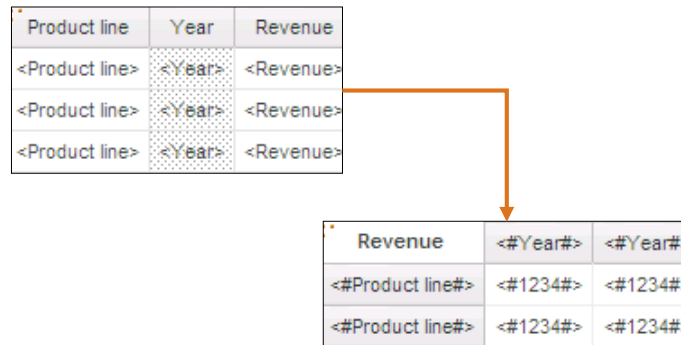 Product line Year Revenue
<Product line> <Year> <Revenue>
<Product line> <Year> <Revenue>
<Product line> <Year> <Revenue>
Revenue <#Year#> <#Year#
<#Product line#> <#1234#> <#1234#
<#Product line#> <#1234#> <#1234#